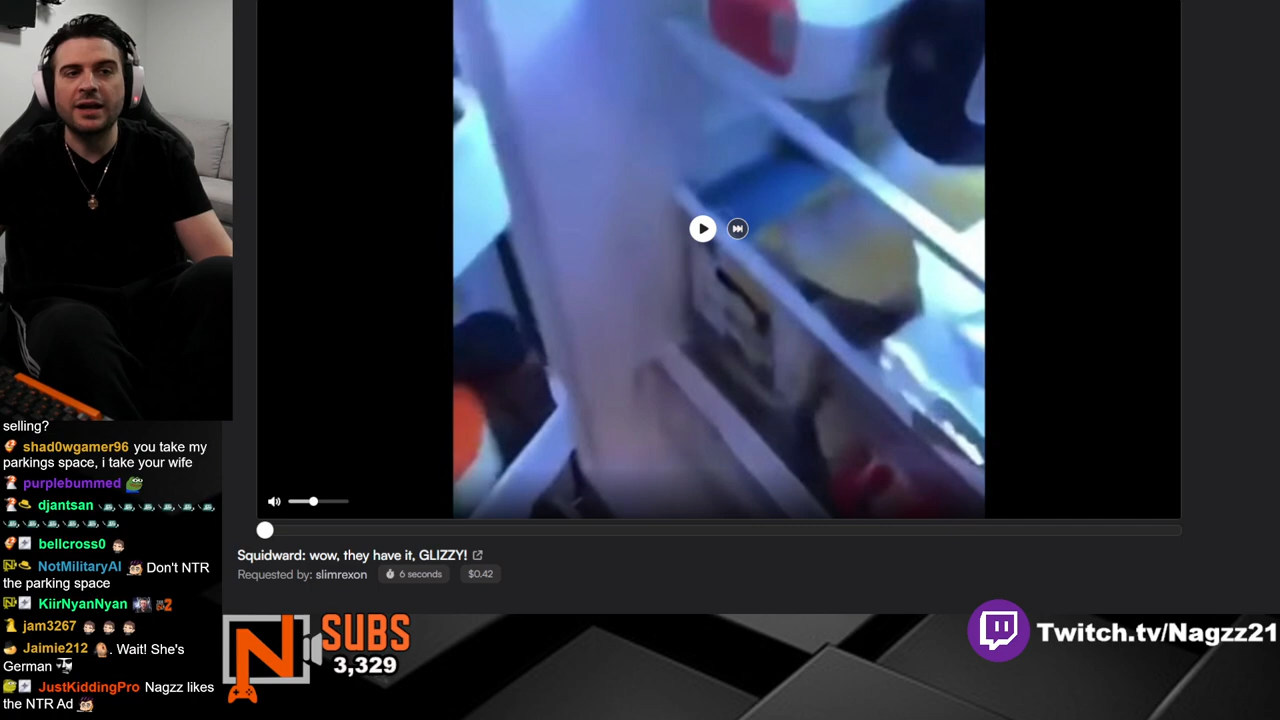 selling?
shad0wgamer96 you take my
parkings space, i take your wife
purplebummed
djantsan
bellcross0
NotMilitaryAI Don't NTR
the parking space
KiirNyanNyan 2
jam3267
Jaimie212 . Wait! She's
German
JustKiddingPro Nagzz likes
the NTR Ad
Squidward: wow, they have it, GLIZZY!
Requested by: slimrexon 6 seconds $0.42
N SUBS
3,329
Twitch.tv/Nagzz21